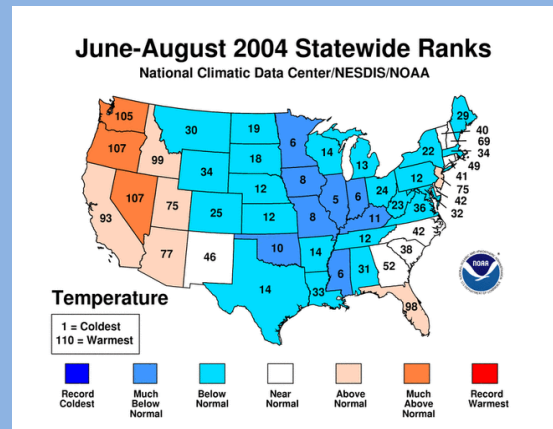 June-August 2004 Statewide Ranks
National Climatic Data Center/NESDIS/NOAA
105
30
19
6
29
40
107
99
18
14
13
22
69
34
34
8
12
49
93
107
75
25
12
12
8
5
6
24
23
36
41
75
42
32
77
46
10
14
11
12
42
38
14
33
6
31
52
98
NOAA
Temperature
1 = Coldest
110 = Warmest
Record
Coldest
Much
Below
Normal
Below
Normal
Near
Normal
Above
Normal
Much
Above
Normal
Record
Warmest